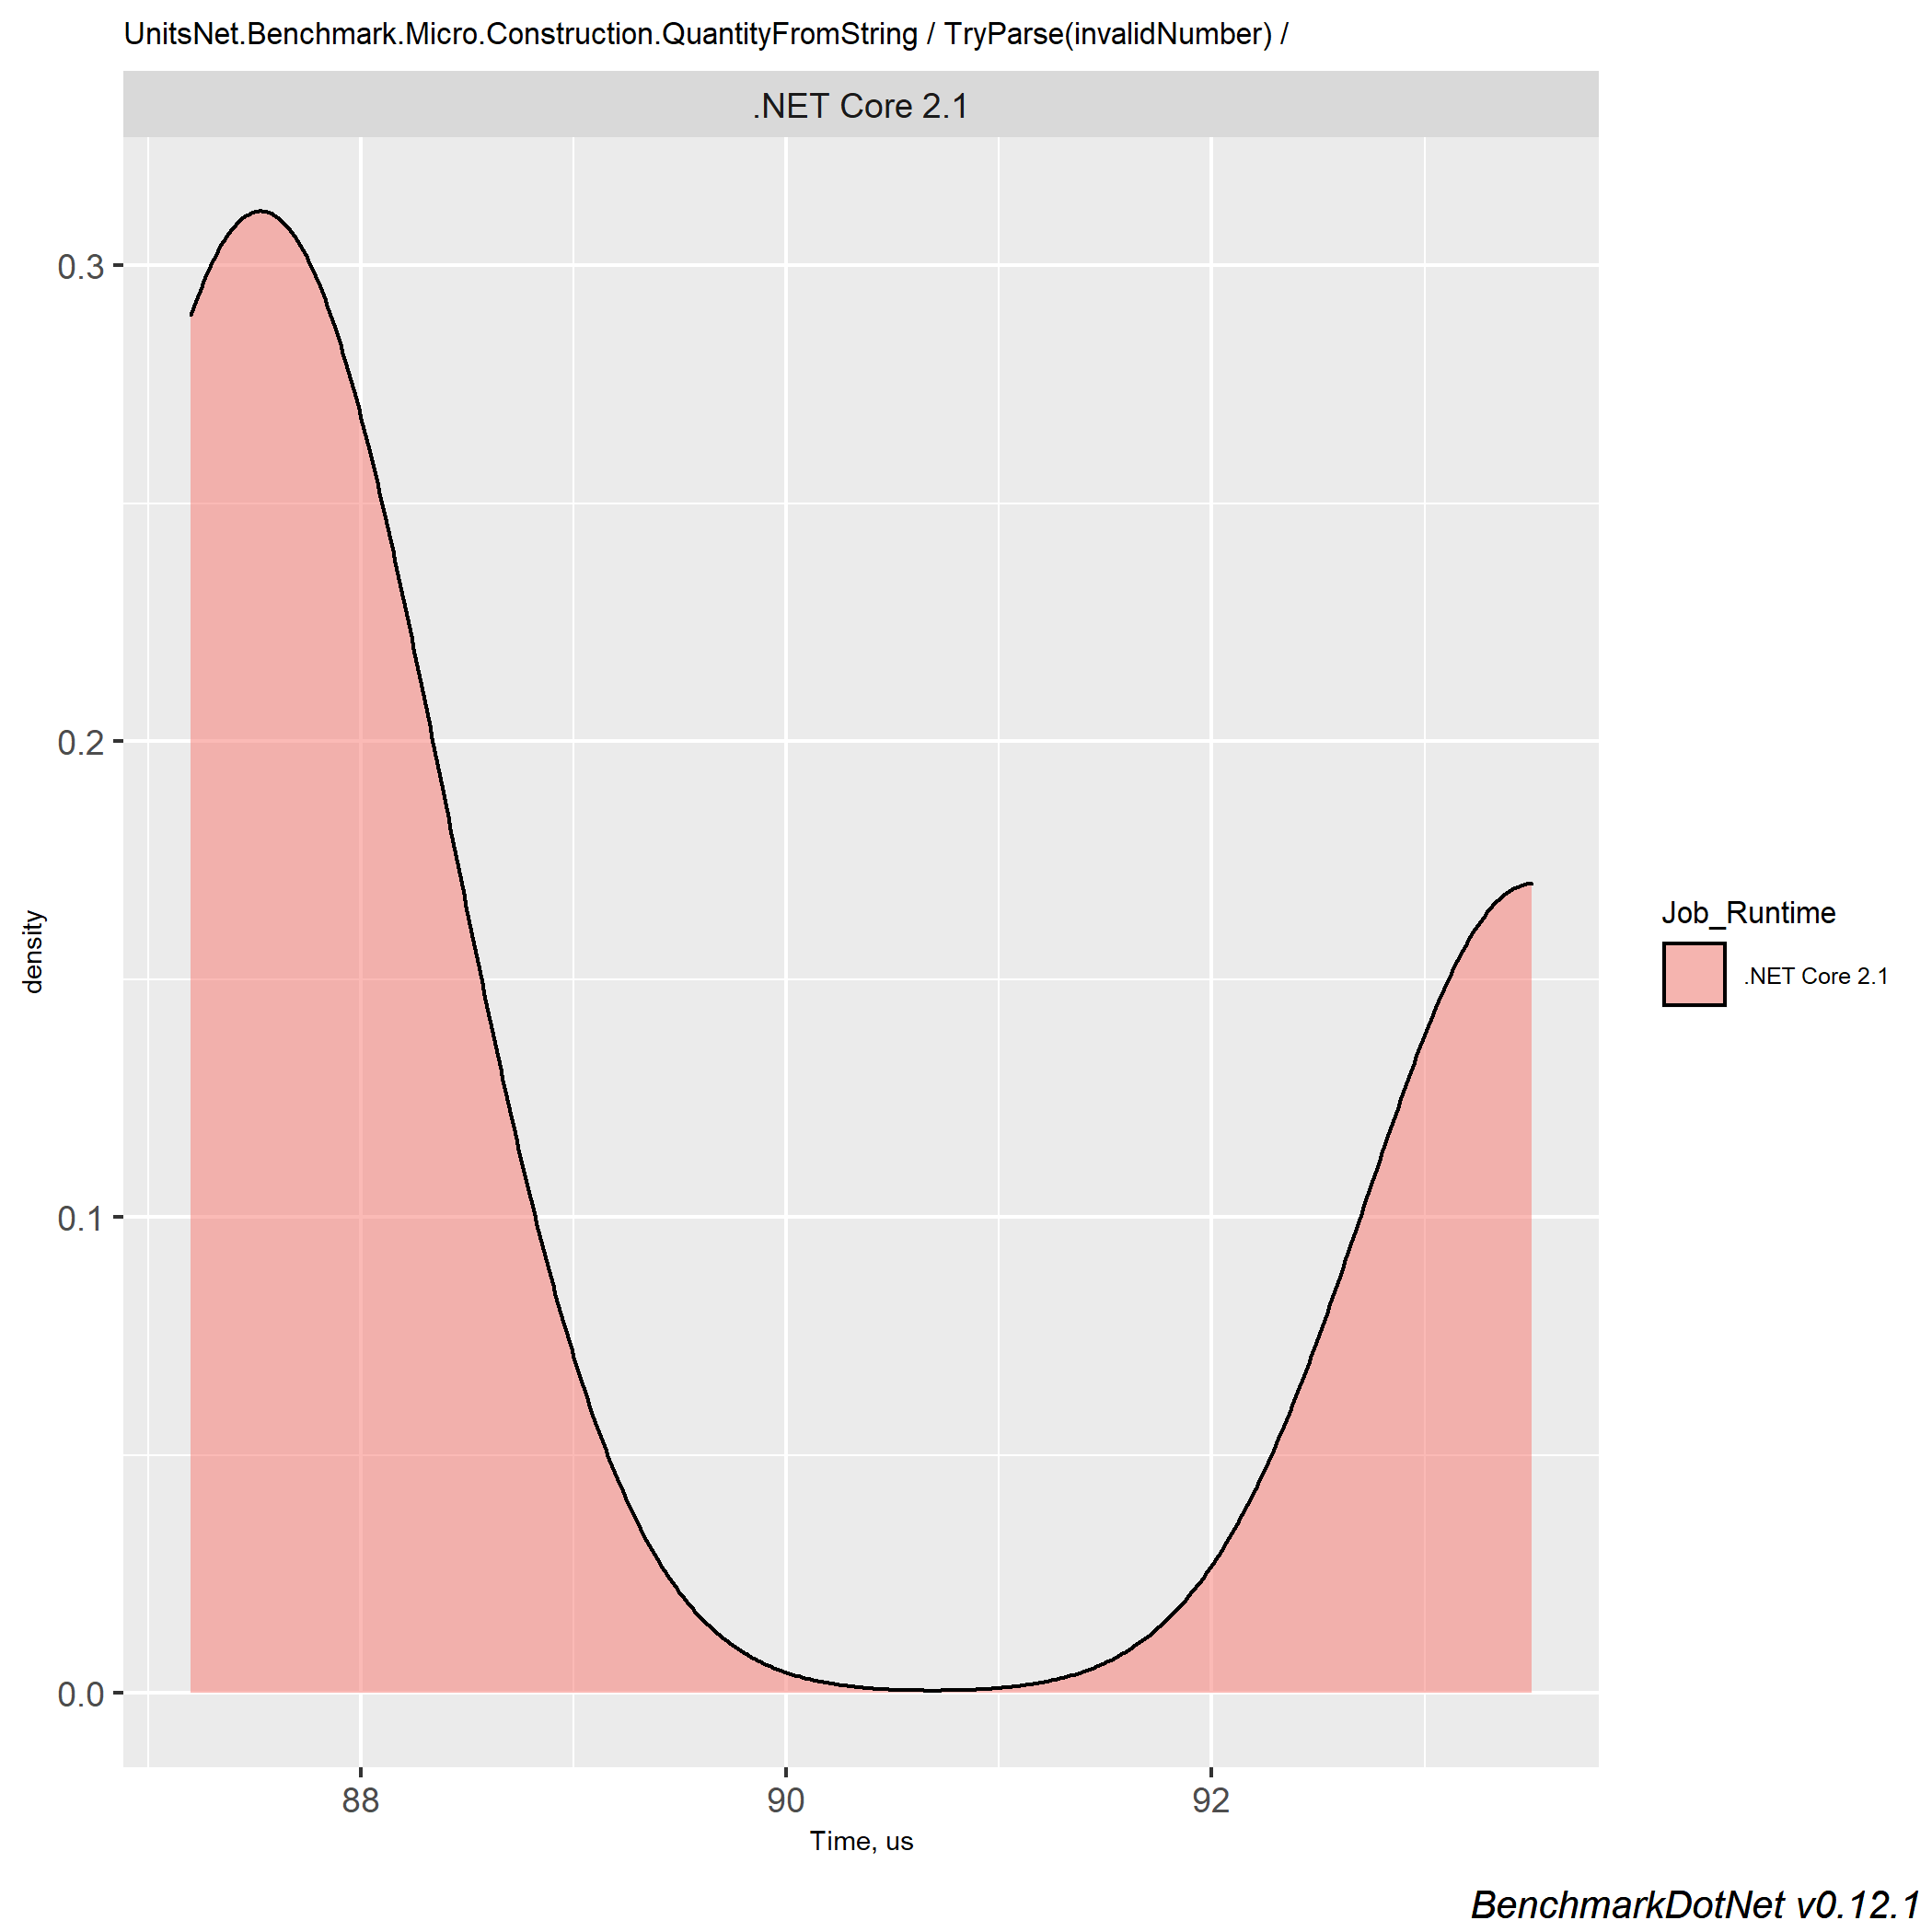 UnitsNet.Benchmark.Micro.Construction.QuantityFromString / TryParse(invalidNumber) /
.NET Core 2.1
0.3
0.2
0.1
0.0
density
88
90
92
Time, us
Job_Runtime
.NET Core 2.1
BenchmarkDotNet v0.12.1